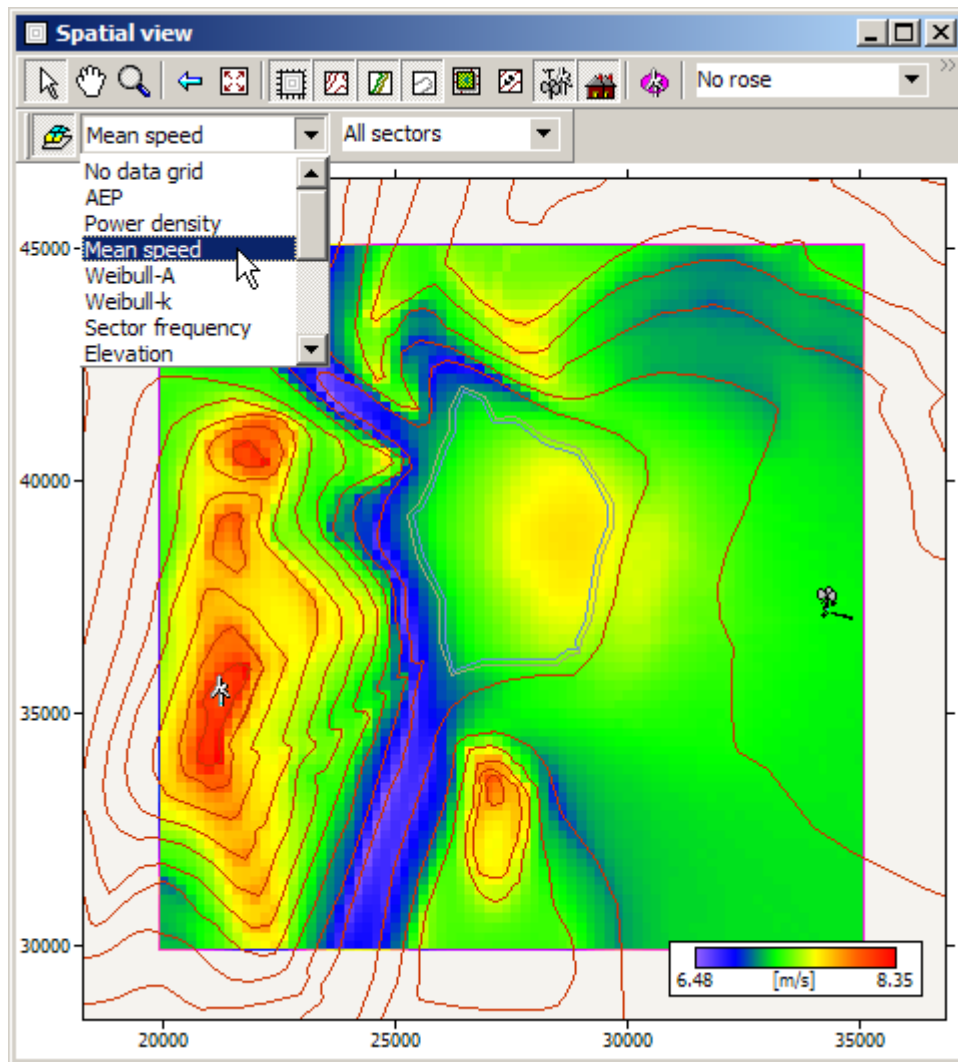 Spatial view
No rose
Mean speed
All sectors
No data grid
AEP
Power density
Mean speed
Weibull-A
Weibull-k
Sector frequency
Elevation
45000
40000
35000
30000
6.48 [m/s] 8.35
20000 25000 30000 35000